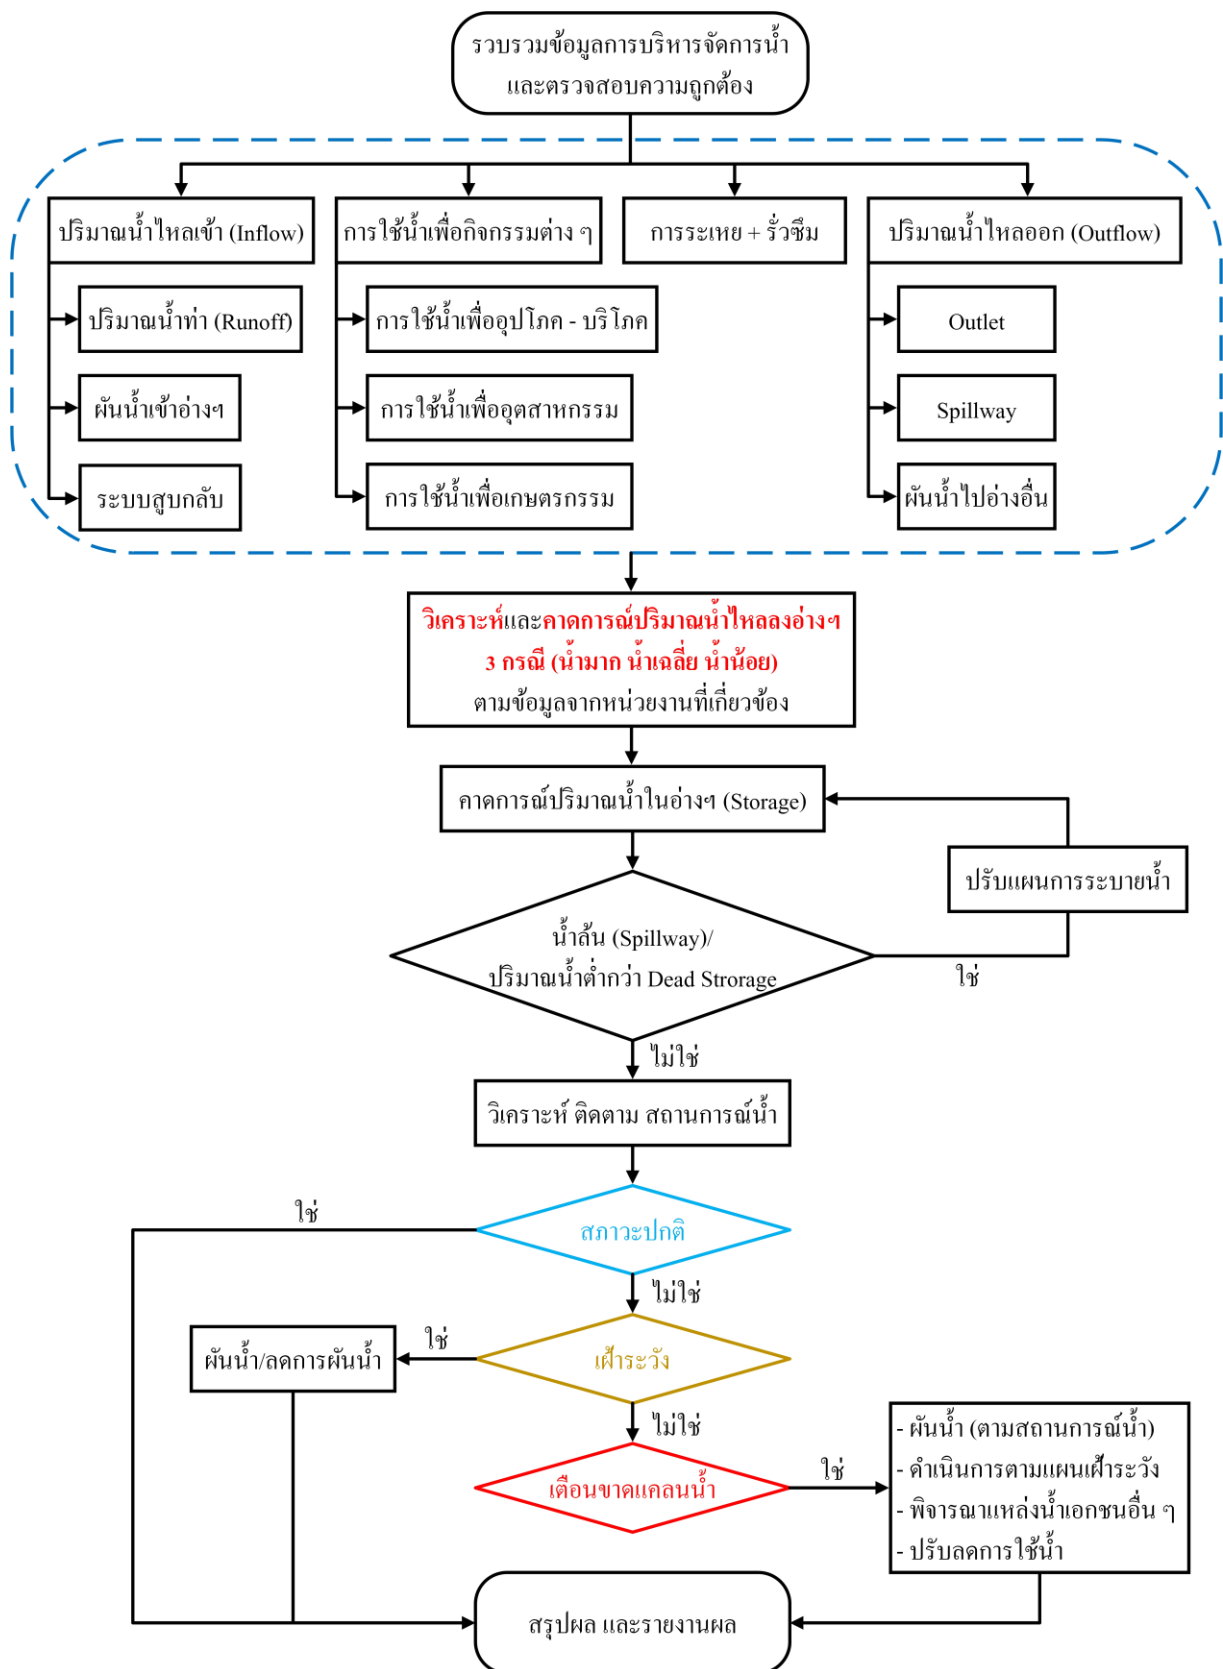 รวบรวมข้อมูลการบริหารจัดการน้ำ
และตรวจสอบความถูกต้อง
ปริมาณน้ำไหลเข้า (Inflow)
ปริมาณน้ำท่า (Runoff)
ผันน้ำเข้าอ่างฯ
ระบบสูบกลับ
การใช้น้ำเพื่อกิจกรรมต่าง ๆ
การใช้น้ำเพื่ออุปโภค - บริโภค
การใช้น้ำเพื่ออุตสาหกรรม
การใช้น้ำเพื่อเกษตรกรรม
การระเหย + รั่วซึม
ปริมาณน้ำไหลออก (Outflow)
Outlet
Spillway
ผันน้ำไปอ่างอื่น
วิเคราะห์และคาดการณ์ปริมาณน้ำไหลลงอ่างฯ
3 กรณี (น้ำมาก น้ำเฉลี่ย น้ำน้อย)
ตามข้อมูลจากหน่วยงานที่เกี่ยวข้อง
คาดการณ์ปริมาณน้ำในอ่างฯ (Storage)
ปรับแผนการระบายน้ำ
น้ำล้น (Spillway)/
ปริมาณน้ำต่ำกว่า Dead Strorage
ใช่
ไม่ใช่
วิเคราะห์ ติดตาม สถานการณ์น้ำ
สภาวะปกติ
ใช่
ไม่ใช่
เฝ้าระวัง
ใช่
ผันน้ำ/ลดการผันน้ำ
ไม่ใช่
เตือนขาดแคลนน้ำ
ใช่
- ผันน้ำ (ตามสถานการณ์น้ำ)
- ดำเนินการตามแผนเฝ้าระวัง
- พิจารณาแหล่งน้ำเอกชนอื่น ๆ
- ปรับลดการใช้น้ำ
สรุปผล และรายงานผล